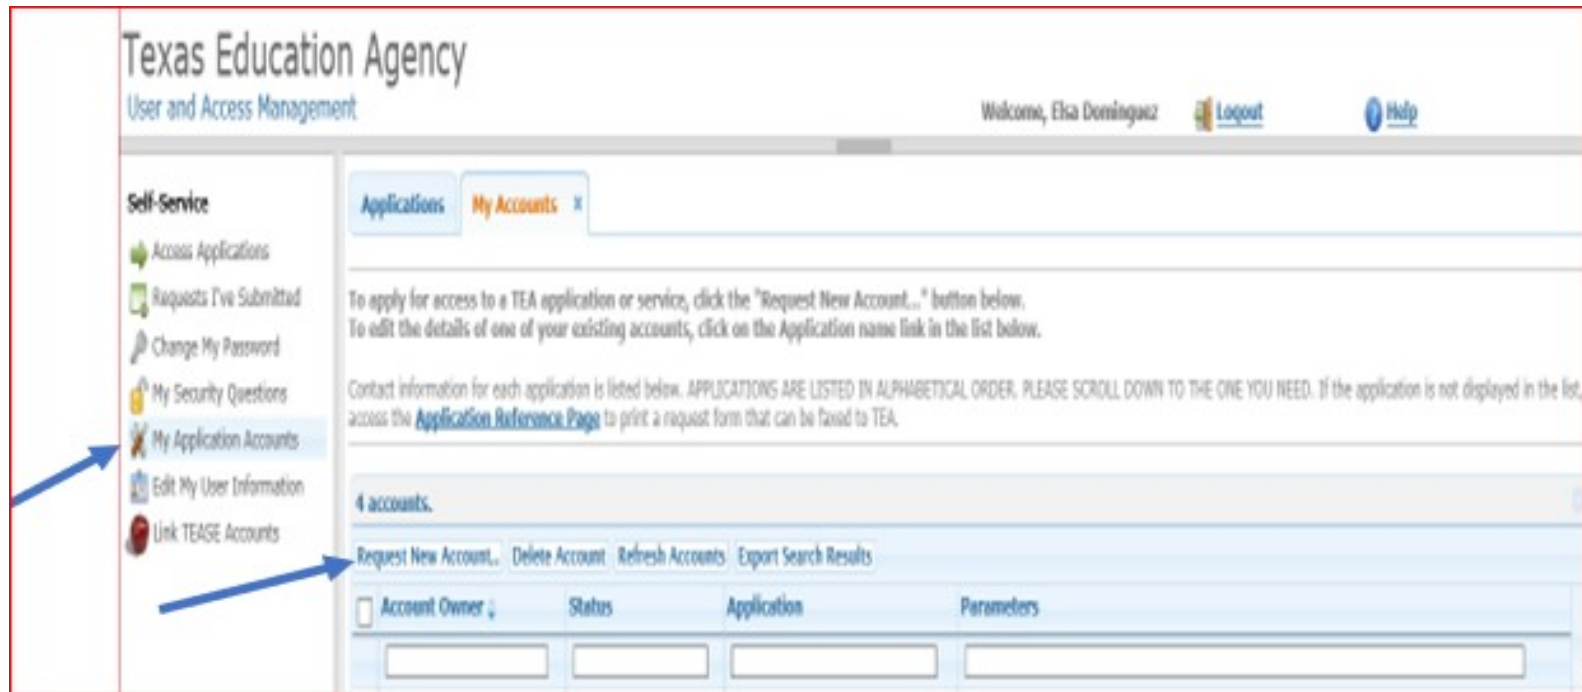 Texas Education Agency
User and Access Management
Welcome, Elsa Dominguez
Logout
Help
Self-Service
Access Applications
Requests I've Submitted
Change My Password
My Security Questions
My Application Accounts
Edit My User Information
Link TEASE Accounts
Applications
My Accounts x
To apply for access to a TEA application or service, click the "Request New Account..." button below.
To edit the details of one of your existing accounts, click on the Application name link in the list below.
Contact information for each application is listed below. APPLICATIONS ARE LISTED IN ALPHABETICAL ORDER. PLEASE SCROLL DOWN TO THE ONE YOU NEED. If the application is not displayed in the list,
access the Application Reference Page to print a request form that can be faxed to TEA.
4 accounts.
Request New Account.. Delete Account Refresh Accounts Export Search Results
Account Owner Status Application Parameters